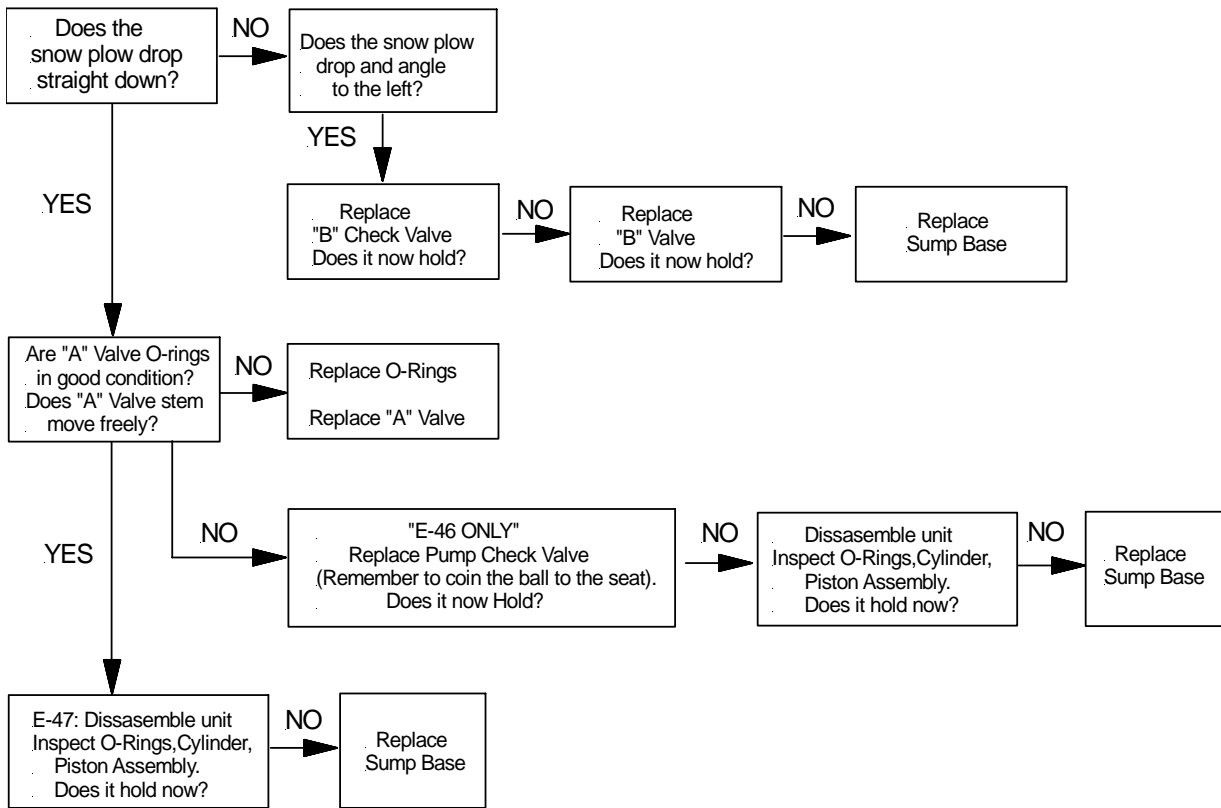 Does the
snow plow drop
straight down?
NO
Does the snow plow
drop and angle
to the left?
YES
YES
Replace
"B" Check Valve
Does it now hold?
NO
Replace
"B" Valve
Does it now hold?
NO
Replace
Sump Base
Are "A" Valve O-rings
in good condition?
Does "A" Valve stem
move freely?
NO
Replace O-Rings
Replace "A" Valve
YES
NO
"E-46 ONLY"
Replace Pump Check Valve
(Remember to coin the ball to the seat).
Does it now Hold?
NO
Dissasemble unit
Inspect O-Rings,Cylinder,
Piston Assembly.
Does it hold now?
NO
Replace
Sump Base
E-47: Dissasemble unit
Inspect O-Rings,Cylinder,
Piston Assembly.
Does it hold now?
NO
Replace
Sump Base